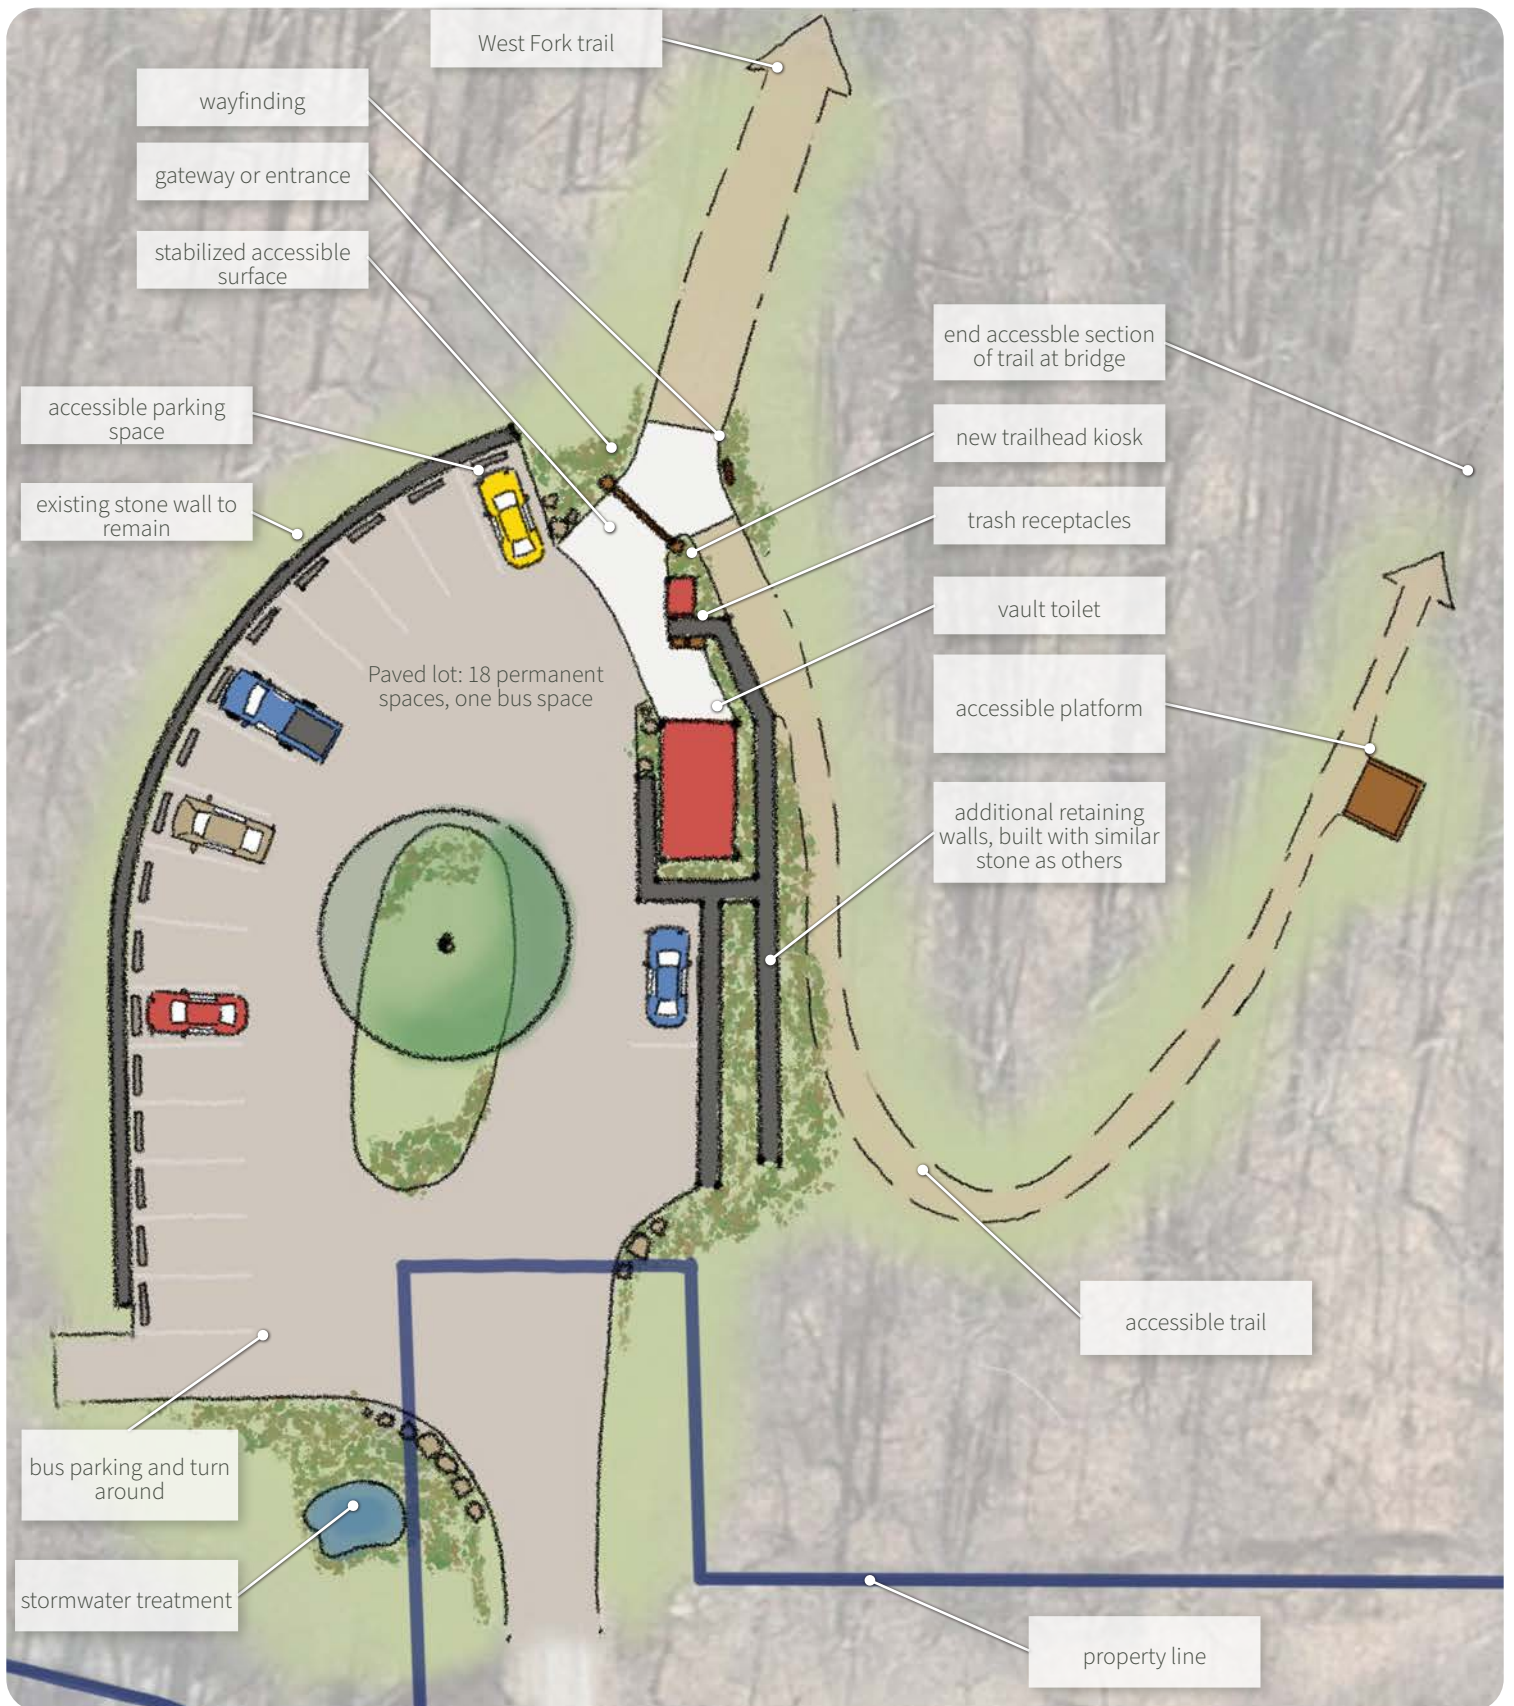 West Fork trail
wayfinding
gateway or entrance
stabilized accessible
surface
end accessble section
of trail at bridge
accessible parking
space
new trailhead kiosk
existing stone wall to
remain
trash receptacles
vault toilet
Paved lot: 18 permanent
spaces, one bus space
accessible platform
additional retaining
walls, built with similar
stone as others
accessible trail
bus parking and turn
around
stormwater treatment
property line